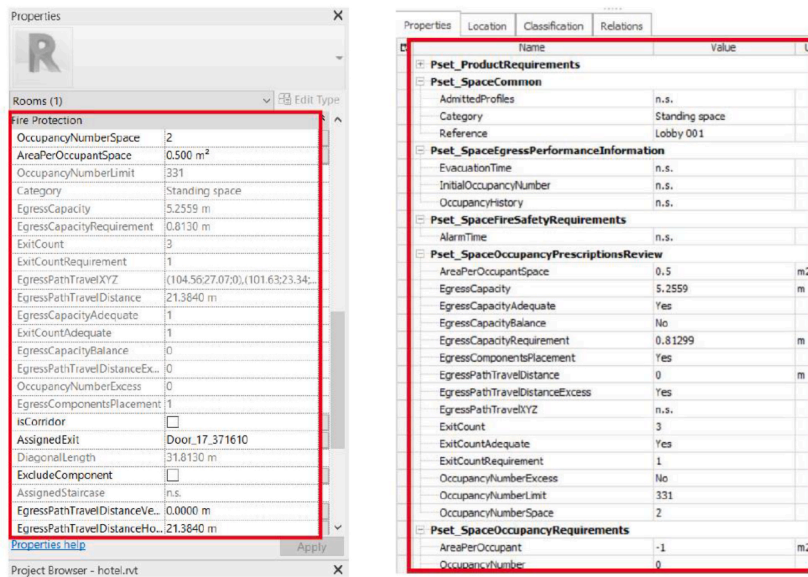 Properties
R
Rooms (1)
Edit Type
Fire Protection
OccupancyNumberSpace 2
AreaPerOccupantSpace 0.500 m²
OccupancyNumberLimit 331
Category Standing space
EgressCapacity 5.2559 m
EgressCapacityRequirement 0.8130 m
ExitCount 3
ExitCountRequirement 1
EgressPathTravelXYZ (104.56;27.07;0),(101.63;23.34;...
EgressPathTravelDistance 21.3840 m
EgressCapacityAdequate 1
ExitCountAdequate 1
EgressCapacityBalance 0
EgressPathTravelDistanceEx... 0
OccupancyNumberExcess 0
EgressComponentsPlacement 1
isCorridor
AssignedExit Door_17_371610
DiagonalLength 31.8130 m
ExcludeComponent
AssignedStaircase n.s.
EgressPathTravelDistanceVe... 0.0000 m
EgressPathTravelDistanceHo... 21.3840 m
Properties help
Apply
Project Browser - hotel.rvt
Properties Location Classification Relations
Name Value U
Pset_ProductRequirements
Pset_SpaceCommon
AdmittedProfiles n.s.
Category Standing space
Reference Lobby 001
Pset_SpaceEgressPerformanceInformation
EvacuationTime n.s.
InitialOccupancyNumber n.s.
OccupancyHistory n.s.
Pset_SpaceFireSafetyRequirements
AlarmTime n.s.
Pset_SpaceOccupancyPrescriptionsReview
AreaPerOccupantSpace 0.5 m2
EgressCapacity 5.2559 m
EgressCapacityAdequate Yes
EgressCapacityBalance No
EgressCapacityRequirement 0.81299 m
EgressComponentsPlacement Yes
EgressPathTravelDistance 0 m
EgressPathTravelDistanceExcess Yes
EgressPathTravelXYZ n.s.
ExitCount 3
ExitCountAdequate Yes
ExitCountRequirement 1
OccupancyNumberExcess No
OccupancyNumberLimit 331
OccupancyNumberSpace 2
Pset_SpaceOccupancyRequirements
AreaPerOccupant -1 m2
OccupancyNumber 0